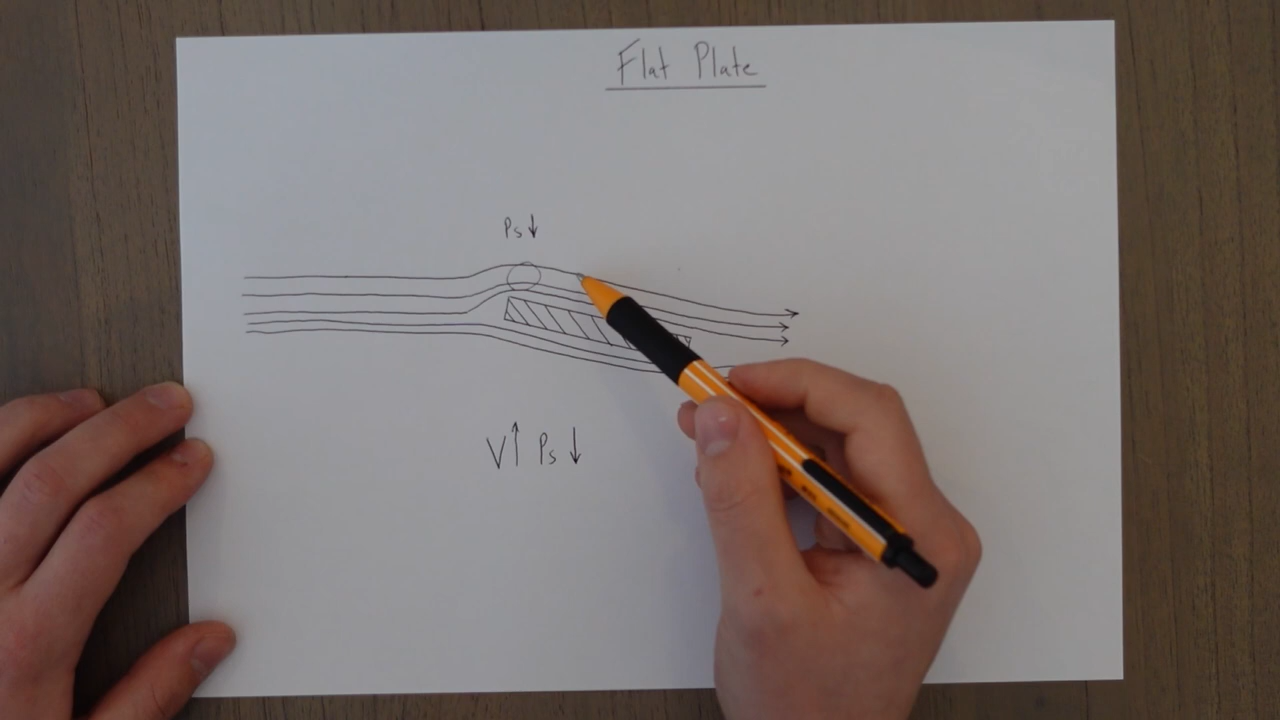 Flat Plate
Ps↓
V↑ Ps↓